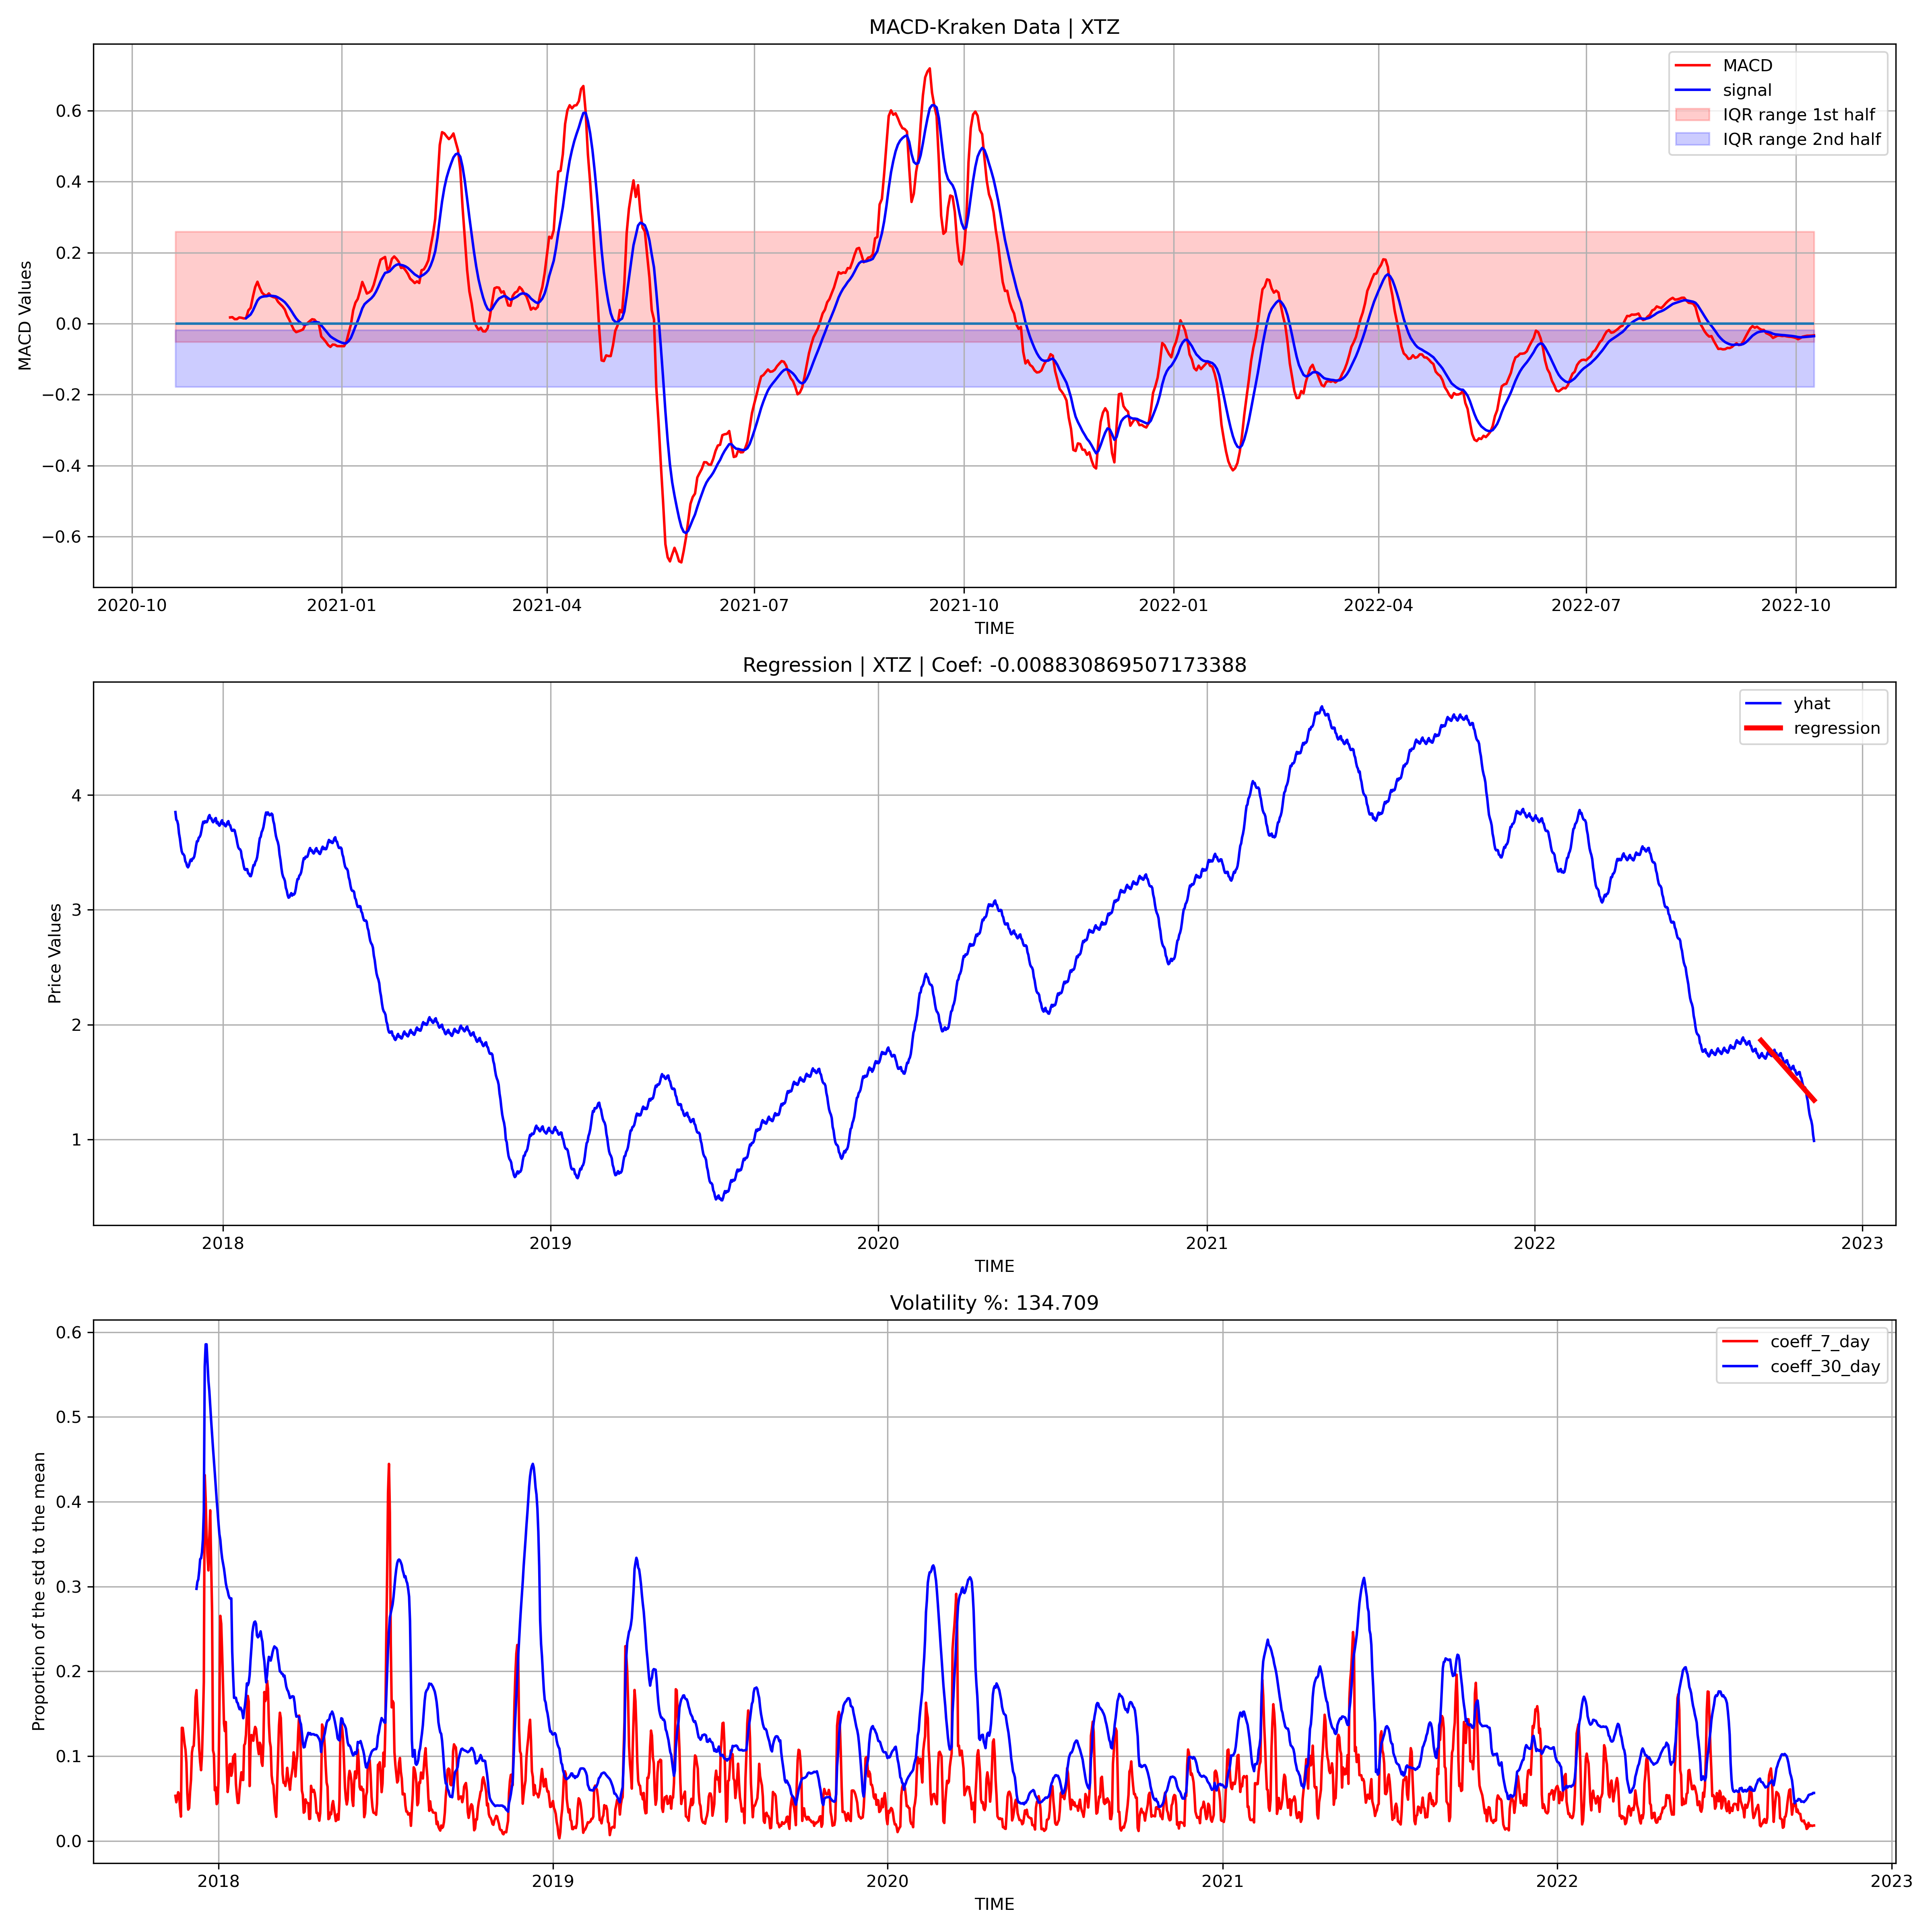 MACD-Kraken Data | XTZ
MACD
signal
IQR range 1st half
IQR range 2nd half
MACD Values
0.6
0.4
0.2
0.0
−0.2
−0.4
−0.6
2020-10 2021-01 2021-04 2021-07 2021-10 2022-01 2022-04 2022-07 2022-10
TIME
Regression | XTZ | Coef: -0.008830869507173388
yhat
regression
Price Values
4
3
2
1
2018 2019 2020 2021 2022 2023
TIME
Volatility %: 134.709
coeff_7_day
coeff_30_day
Proportion of the std to the mean
0.6
0.5
0.4
0.3
0.2
0.1
0.0
2018 2019 2020 2021 2022 2023
TIME